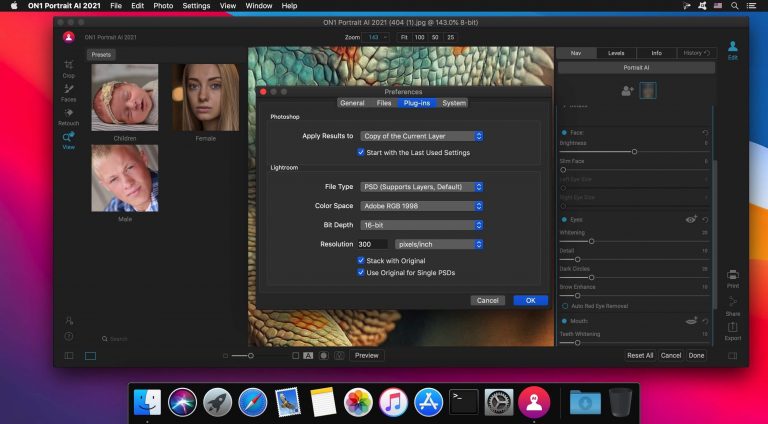 ON1 Portrait AI 2021 File Edit Photo Settings View Window Help
ON1 Portrait AI 2021 (404 (1).jpg @ 143.0% 8-bit)
ON1 Portrait AI 2021
Zoom 143 Fit 100 50 25
Nav Levels Info History
Edit
Presets
Portrait AI
Crop
Faces
Retouch
View
Children Female
Male
Preferences
General Files Plug-ins System
Photoshop
Apply Results to Copy of the Current Layer
Start with the Last Used Settings
Lightroom
File Type PSD (Supports Layers, Default)
Color Space Adobe RGB 1998
Bit Depth 16-bit
Resolution 300 pixels/inch
Stack with Original
Use Original for Single PSDs
Cancel OK
Face:
Brightness 0
Slim Face 0
Left Eye Size
Right Eye Size
Eyes:
Whitening 20
Detail 10
Dark Circles 20
Brow Enhance 10
Auto Red Eye Removal
Mouth:
Teeth Whitening
Print
Share
Export
Search
A
Preview
Reset All Cancel Done